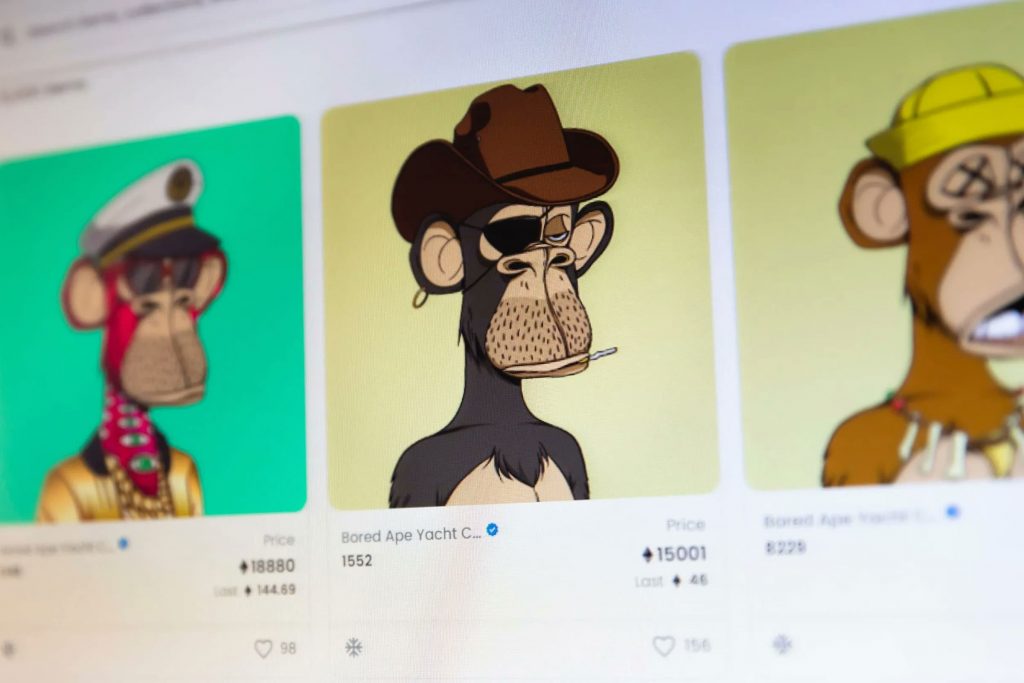 Bored Ape Yacht C...
Price
18880
Last 144.69
98
Bored Ape Yacht C...
1552
Price
15001
Last 46
156
Bored Ape Yacht C...
8229